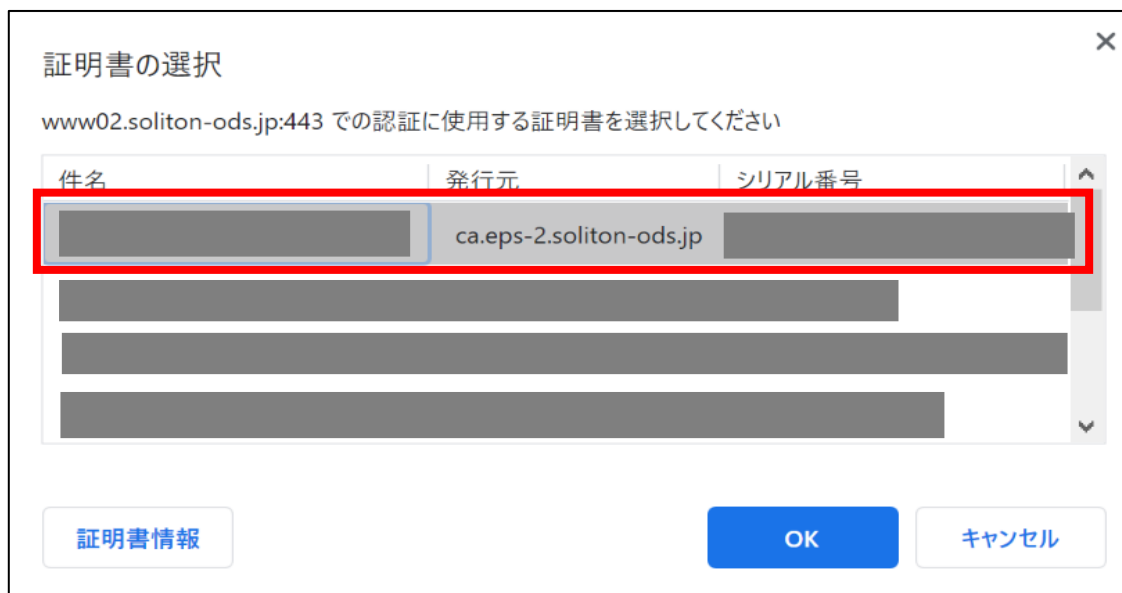 証明書の選択
www02.soliton-ods.jp:443 での認証に使用する証明書を選択してください
件名 発行元 シリアル番号
ca.eps-2.soliton-ods.jp
証明書情報 OK キャンセル